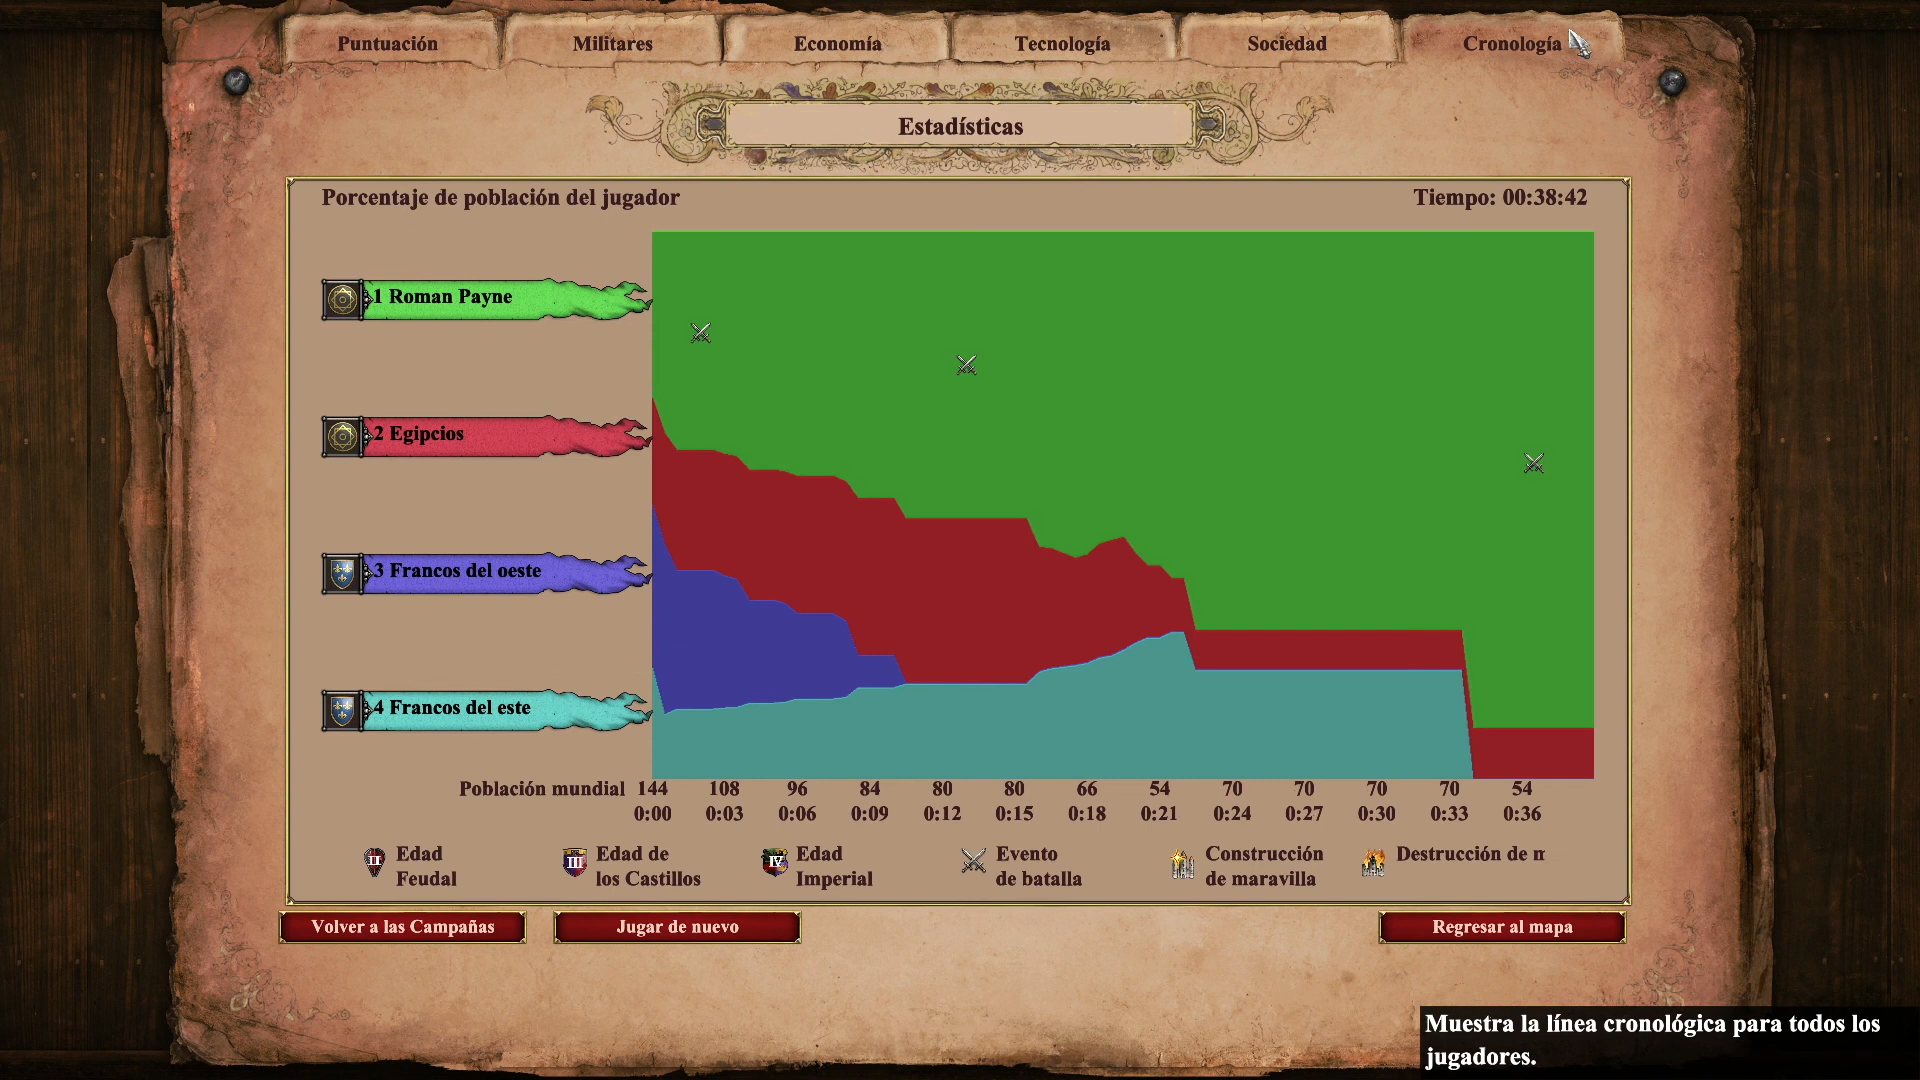 Puntuación
Militares
Economía
Tecnología
Sociedad
Cronología
Estadísticas
Porcentaje de población del jugador
Tiempo: 00:38:42
1 Roman Payne
2 Egipcios
3 Francos del oeste
4 Francos del este
Población mundial 144 108 96 84 80 80 66 54 70 70 70 70 54
0:00 0:03 0:06 0:09 0:12 0:15 0:18 0:21 0:24 0:27 0:30 0:33 0:36
II
Edad
Feudal
III
Edad de
los Castillos
IV
Edad
Imperial
Evento
de batalla
Construcción
de maravilla
Destrucción de m
Volver a las Campañas
Jugar de nuevo
Regresar al mapa
Muestra la línea cronológica para todos los
jugadores.